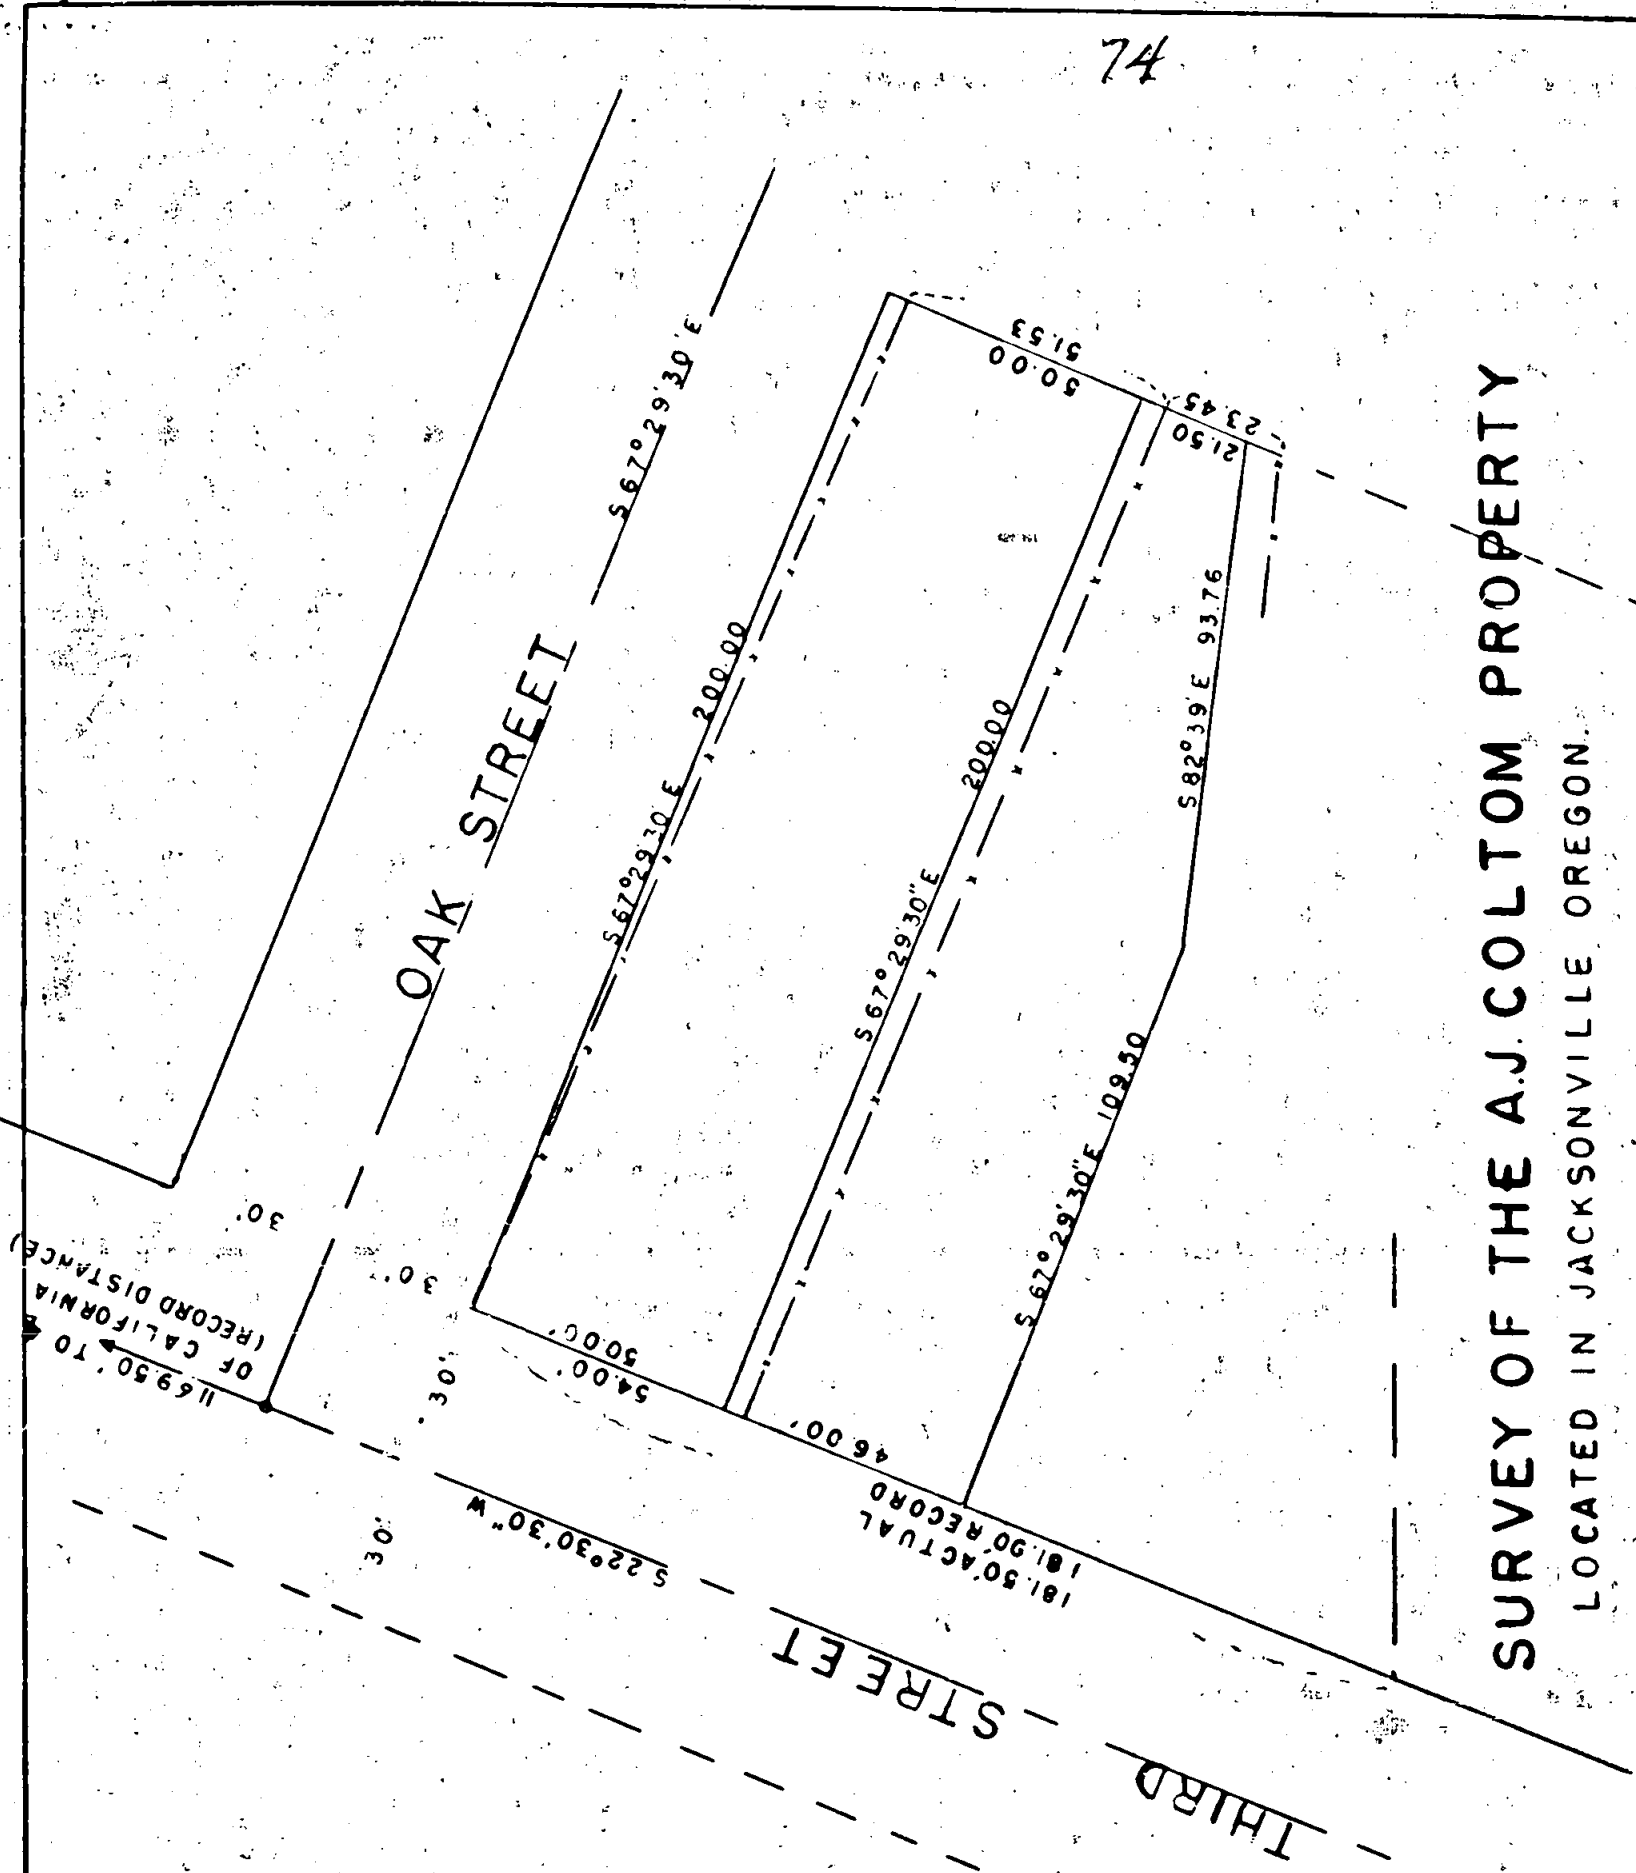 74
OAK STREET
S 67° 29' 30' E
S 67° 29' 30 E 200.00
S 67° 29' 30" E 200.00
S 67° 29' 30" E 109.50
S 82° 39' E 93.76
50.00
51.53
21.50
23.45
30'
30'
30'
30'
1169.50' TO
OF CALIFORNIA
(RECORD DISTANCE)
50.00'
54.00'
46.00'
181.90' RECORD
181.50' ACTUAL
S 22° 30' 30" W
THIRD STREET
SURVEY OF THE A.J. COLTOM PROPERTY
LOCATED IN JACKSONVILLE OREGON.